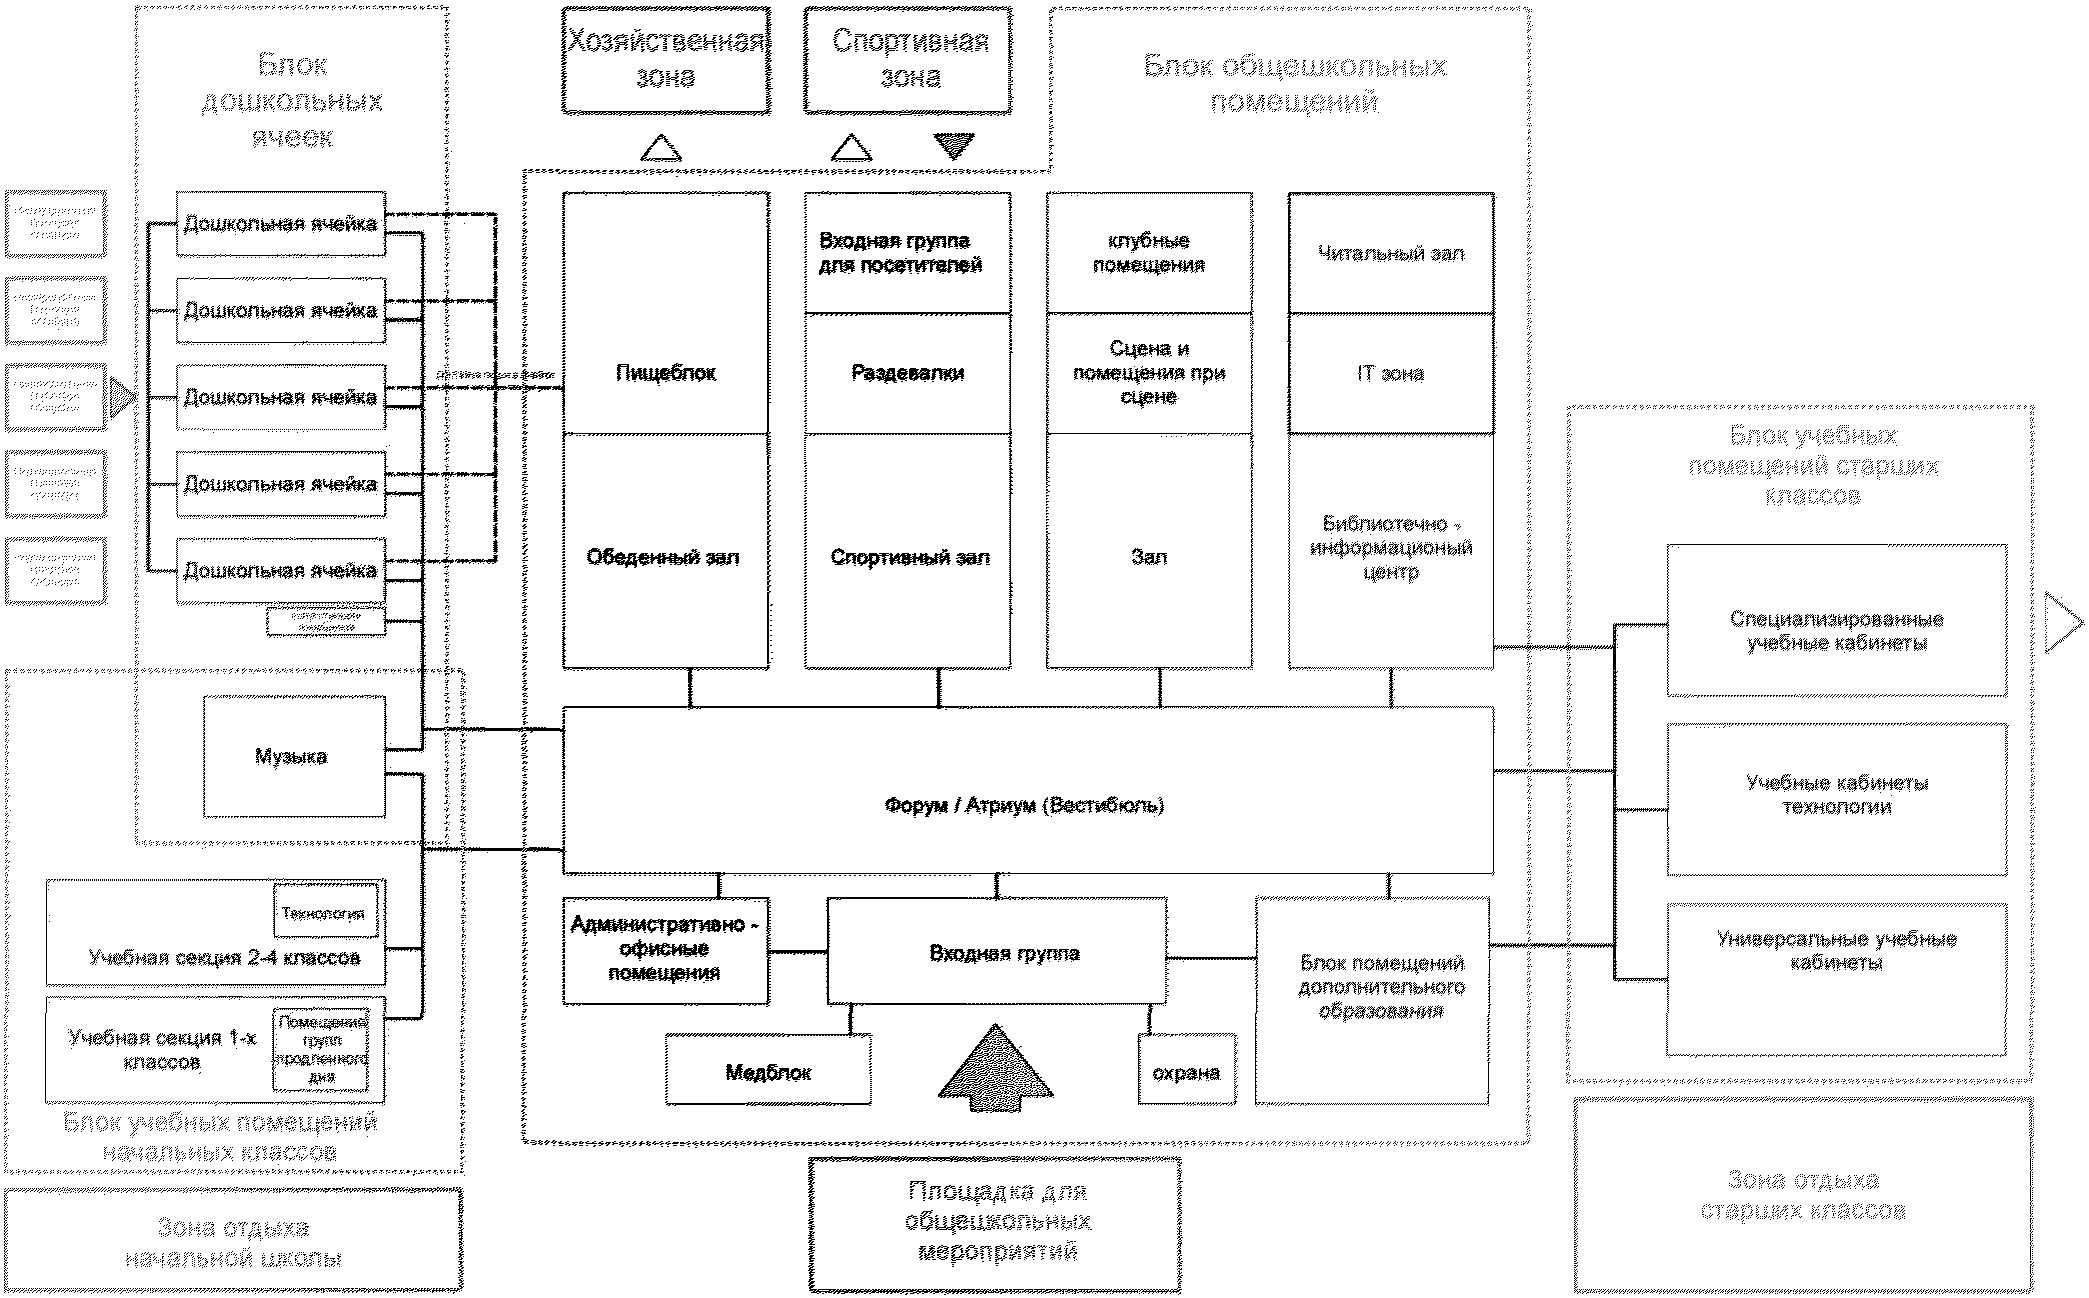 Блок
дошкольных
ячеек
Хозяйственная
зона
Спортивная
зона
Блок общешкольных
помещений
Дошкольная ячейка
Дошкольная ячейка
Дошкольная ячейка
Дошкольная ячейка
Дошкольная ячейка
Пищеблок
Обеденный зал
Входная группа
для посетителей
Раздевалки
Спортивный зал
клубные
помещения
Сцена и
помещения при
сцене
Зал
Читальный зал
IT зона
Библиотечно -
информационый
центр
Блок учебных
помещений старших
классов
Специализированные
учебные кабинеты
Учебные кабинеты
технологии
Универсальные учебные
кабинеты
Музыка
Форум / Атриум (Вестибюль)
Технология
Учебная секция 2-4 классов
Учебная секция 1-х
классов
Помещения
групп
продленного
дня
Блок учебных помещений
начальных классов
Административно -
офисные
помещения
Входная группа
Блок помещений
дополнительного
образования
Медблок
охрана
Зона отдыха
начальной школы
Площадка для
общешкольных
мероприятий
Зона отдыха
старших классов